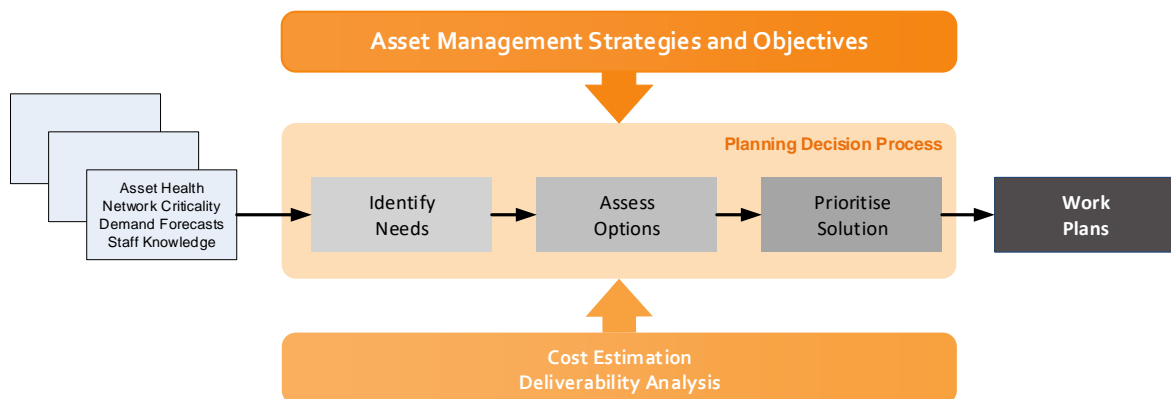 Asset Management Strategies and Objectives
Planning Decision Process
Asset Health
Network Criticality
Demand Forecasts
Staff Knowledge
Identify
Needs
Assess
Options
Prioritise
Solution
Work
Plans
Cost Estimation
Deliverability Analysis